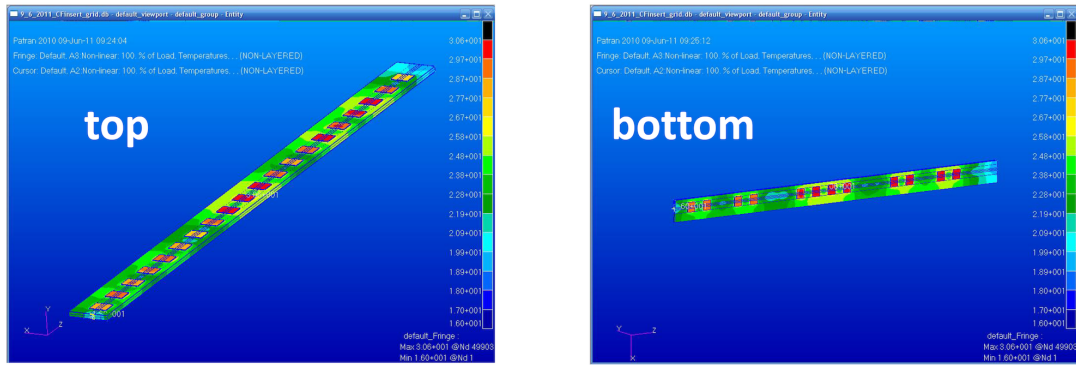 9_6_2011_CFinsert_grid.db - default_viewport - default_group - Entity
Patran 2010 09-Jun-11 09:24:04
Fringe: Default, A3:Non-linear: 100. % of Load, Temperatures, , , (NON-LAYERED)
Cursor: Default, A2:Non-linear: 100. % of Load, Temperatures, , , (NON-LAYERED)
top
3.06+001
2.97+001
2.87+001
2.77+001
2.67+001
2.58+001
2.48+001
2.38+001
2.28+001
2.19+001
2.09+001
1.99+001
1.89+001
1.80+001
1.70+001
1.60+001
X
Y
Z
default_Fringe :
Max 3.06+001 @Nd 49903
Min 1.60+001 @Nd 1
9_6_2011_CFinsert_grid.db - default_viewport - default_group - Entity
Patran 2010 09-Jun-11 09:25:12
Fringe: Default, A3:Non-linear: 100. % of Load, Temperatures, , , (NON-LAYERED)
Cursor: Default, A2:Non-linear: 100. % of Load, Temperatures, , , (NON-LAYERED)
bottom
3.06+001
2.97+001
2.87+001
2.77+001
2.67+001
2.58+001
2.48+001
2.38+001
2.28+001
2.19+001
2.09+001
1.99+001
1.89+001
1.80+001
1.70+001
1.60+001
Y
Z
X
default_Fringe :
Max 3.06+001 @Nd 49903
Min 1.60+001 @Nd 1